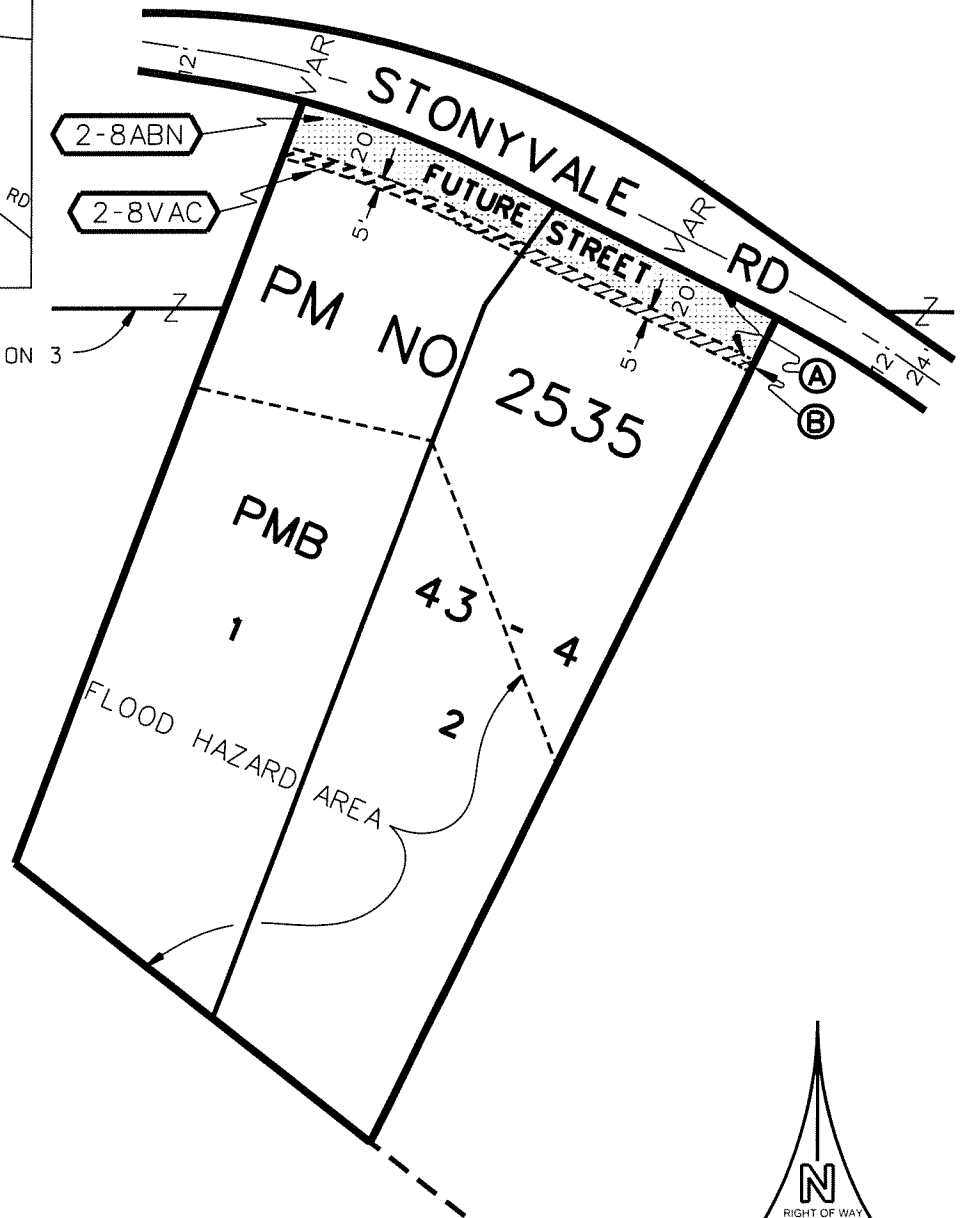 12'
VAR
STONYVALE RD
2-8ABN
20'
FUTURE STREET
VAR
RD
2-8VAC
5'
20'
Z
Z
ON 3
PM NO 2535
5'
12'
24'
A
B
PMB 43 - 4
1
2
FLOOD HAZARD AREA
N
RIGHT OF WAY